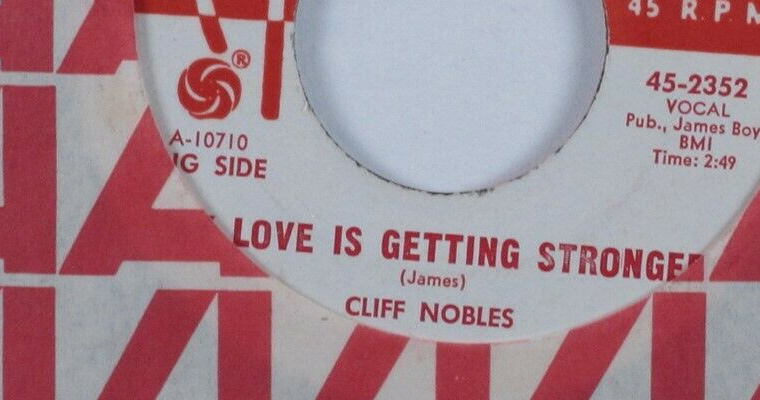 45 R.P.M
®
45-2352
VOCAL
Pub., James Boy
BMI
Time: 2:49
A-10710
IG SIDE
LOVE IS GETTING STRONGER
(James)
CLIFF NOBLES